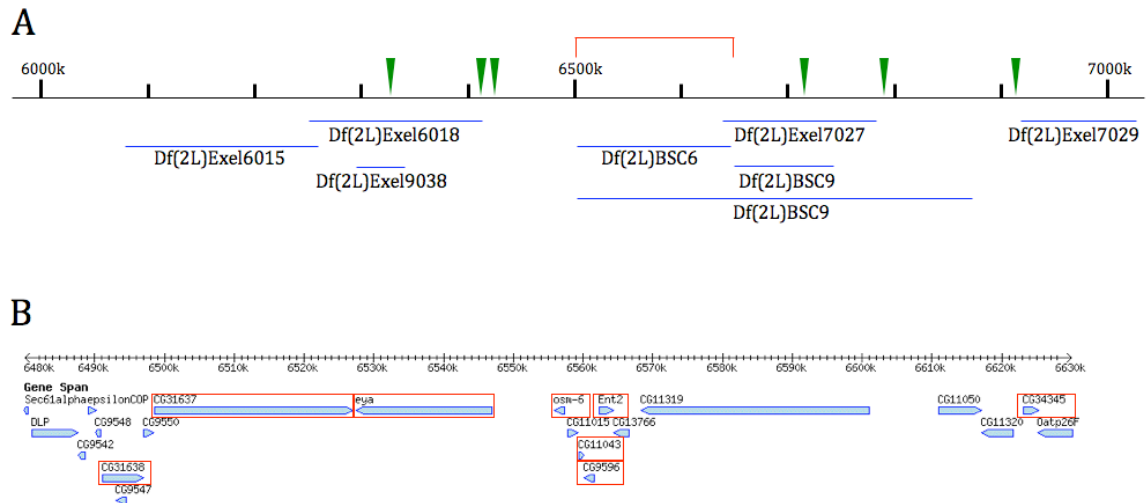 A
6000k 6500k 7000k
Df(2L)Exel6018 Df(2L)Exel7027 Df(2L)Exel7029
Df(2L)Exel6015 Df(2L)BSC6
Df(2L)Exel9038 Df(2L)BSC9
Df(2L)BSC9
B
6480k 6490k 6500k 6510k 6520k 6530k 6540k 6550k 6560k 6570k 6580k 6590k 6600k 6610k 6620k 6630k
Gene Span
Sec61alphaepsilonCOP CG31637 eya osm-6 Ent2 CG11319 CG11050 CG34345
DLP CG9548 CG9550 CG11015 CG13766 CG11320 Oatp26F
CG9542 CG11043
CG31638 CG9596
CG9547